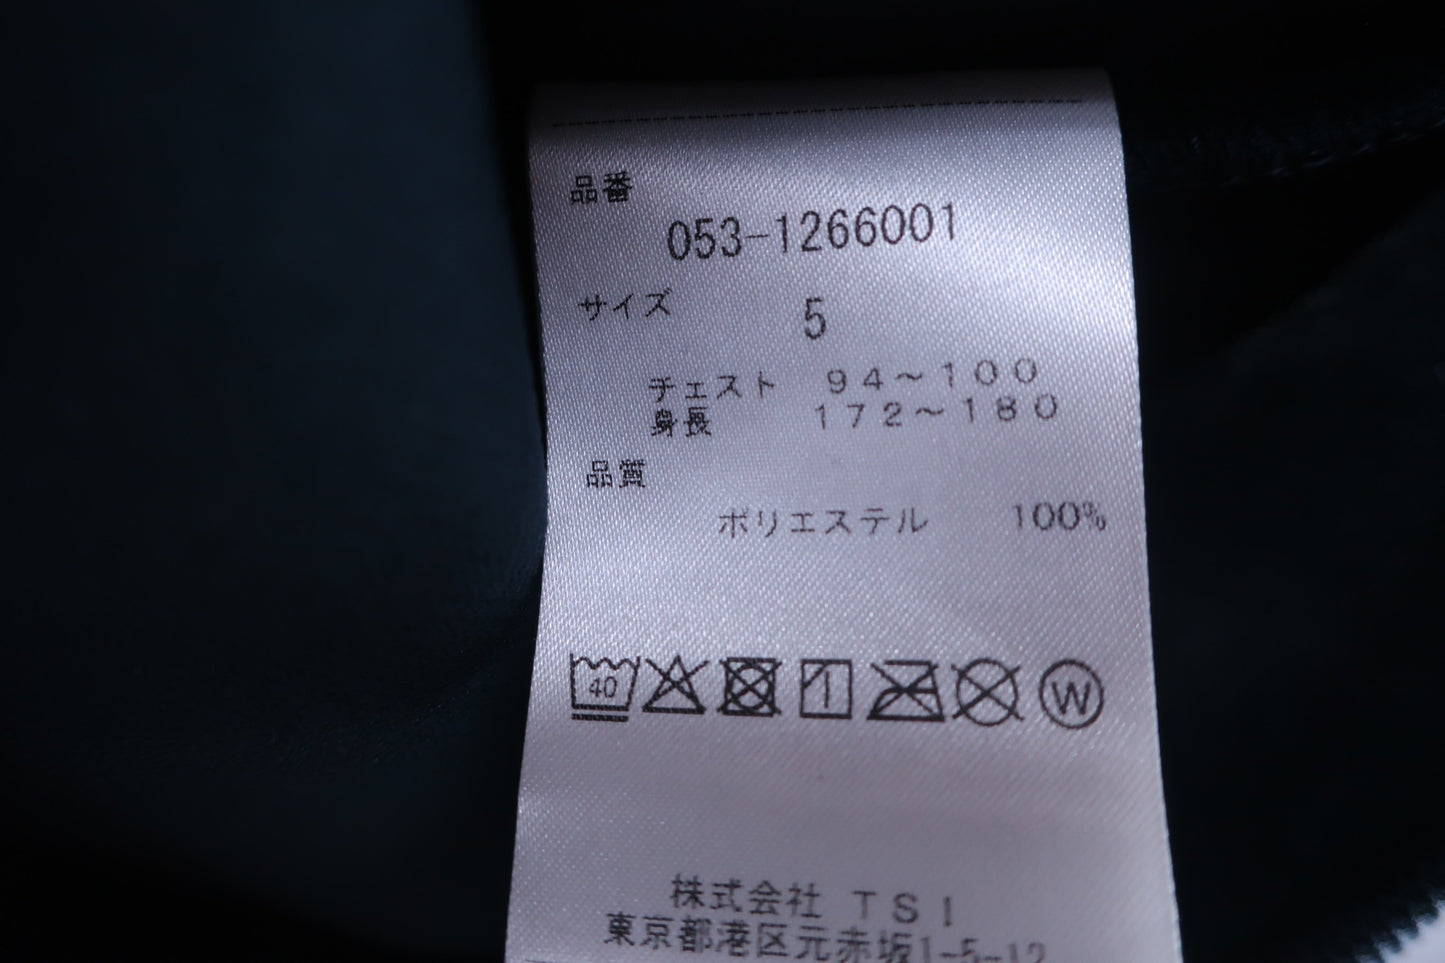 品番
053-1266001
サイズ 5
チェスト 94～100
身長 172～180
品質
ポリエステル 100%
40 W
株式会社 TSI
東京都港区元赤坂1-5-12